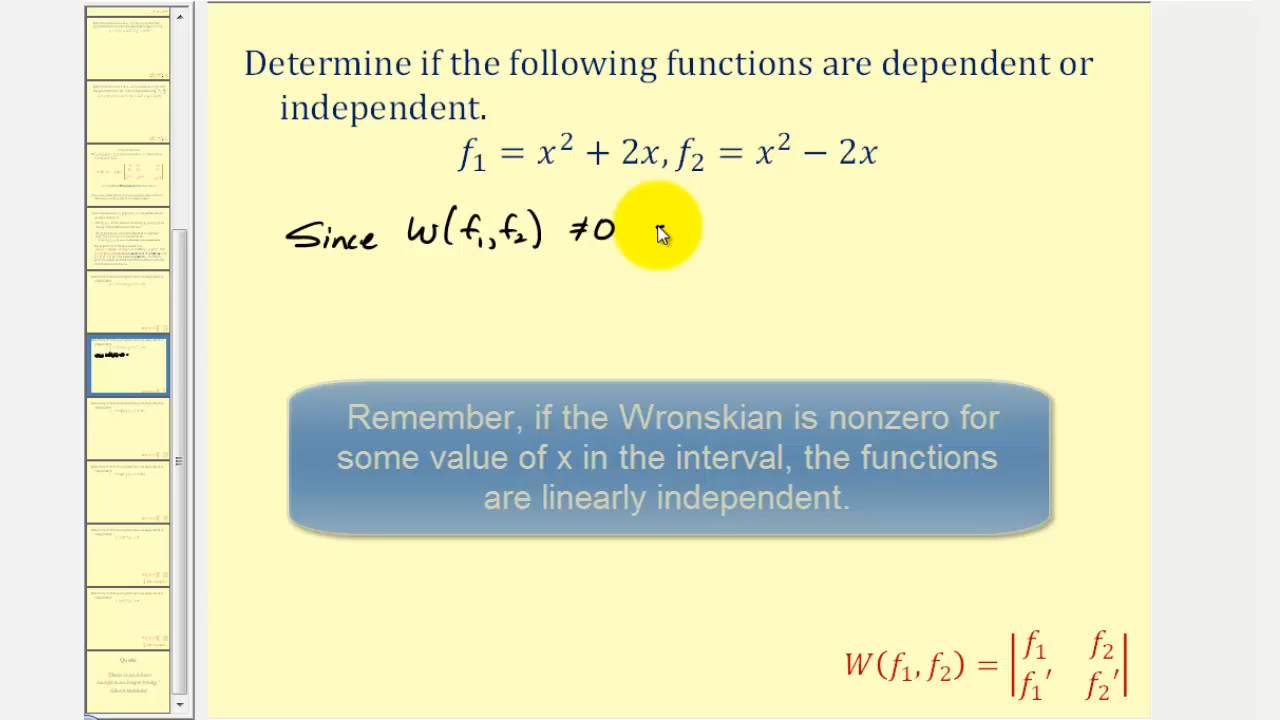 Determine if the following functions are dependent or
independent.
f₁ = x² + 2x, f₂ = x² − 2x
Since W(f₁, f₂) ≠ 0
Remember, if the Wronskian is nonzero for
some value of x in the interval, the functions
are linearly independent.
W(f₁, f₂) = |f₁ f₂|
|f₁′ f₂′|